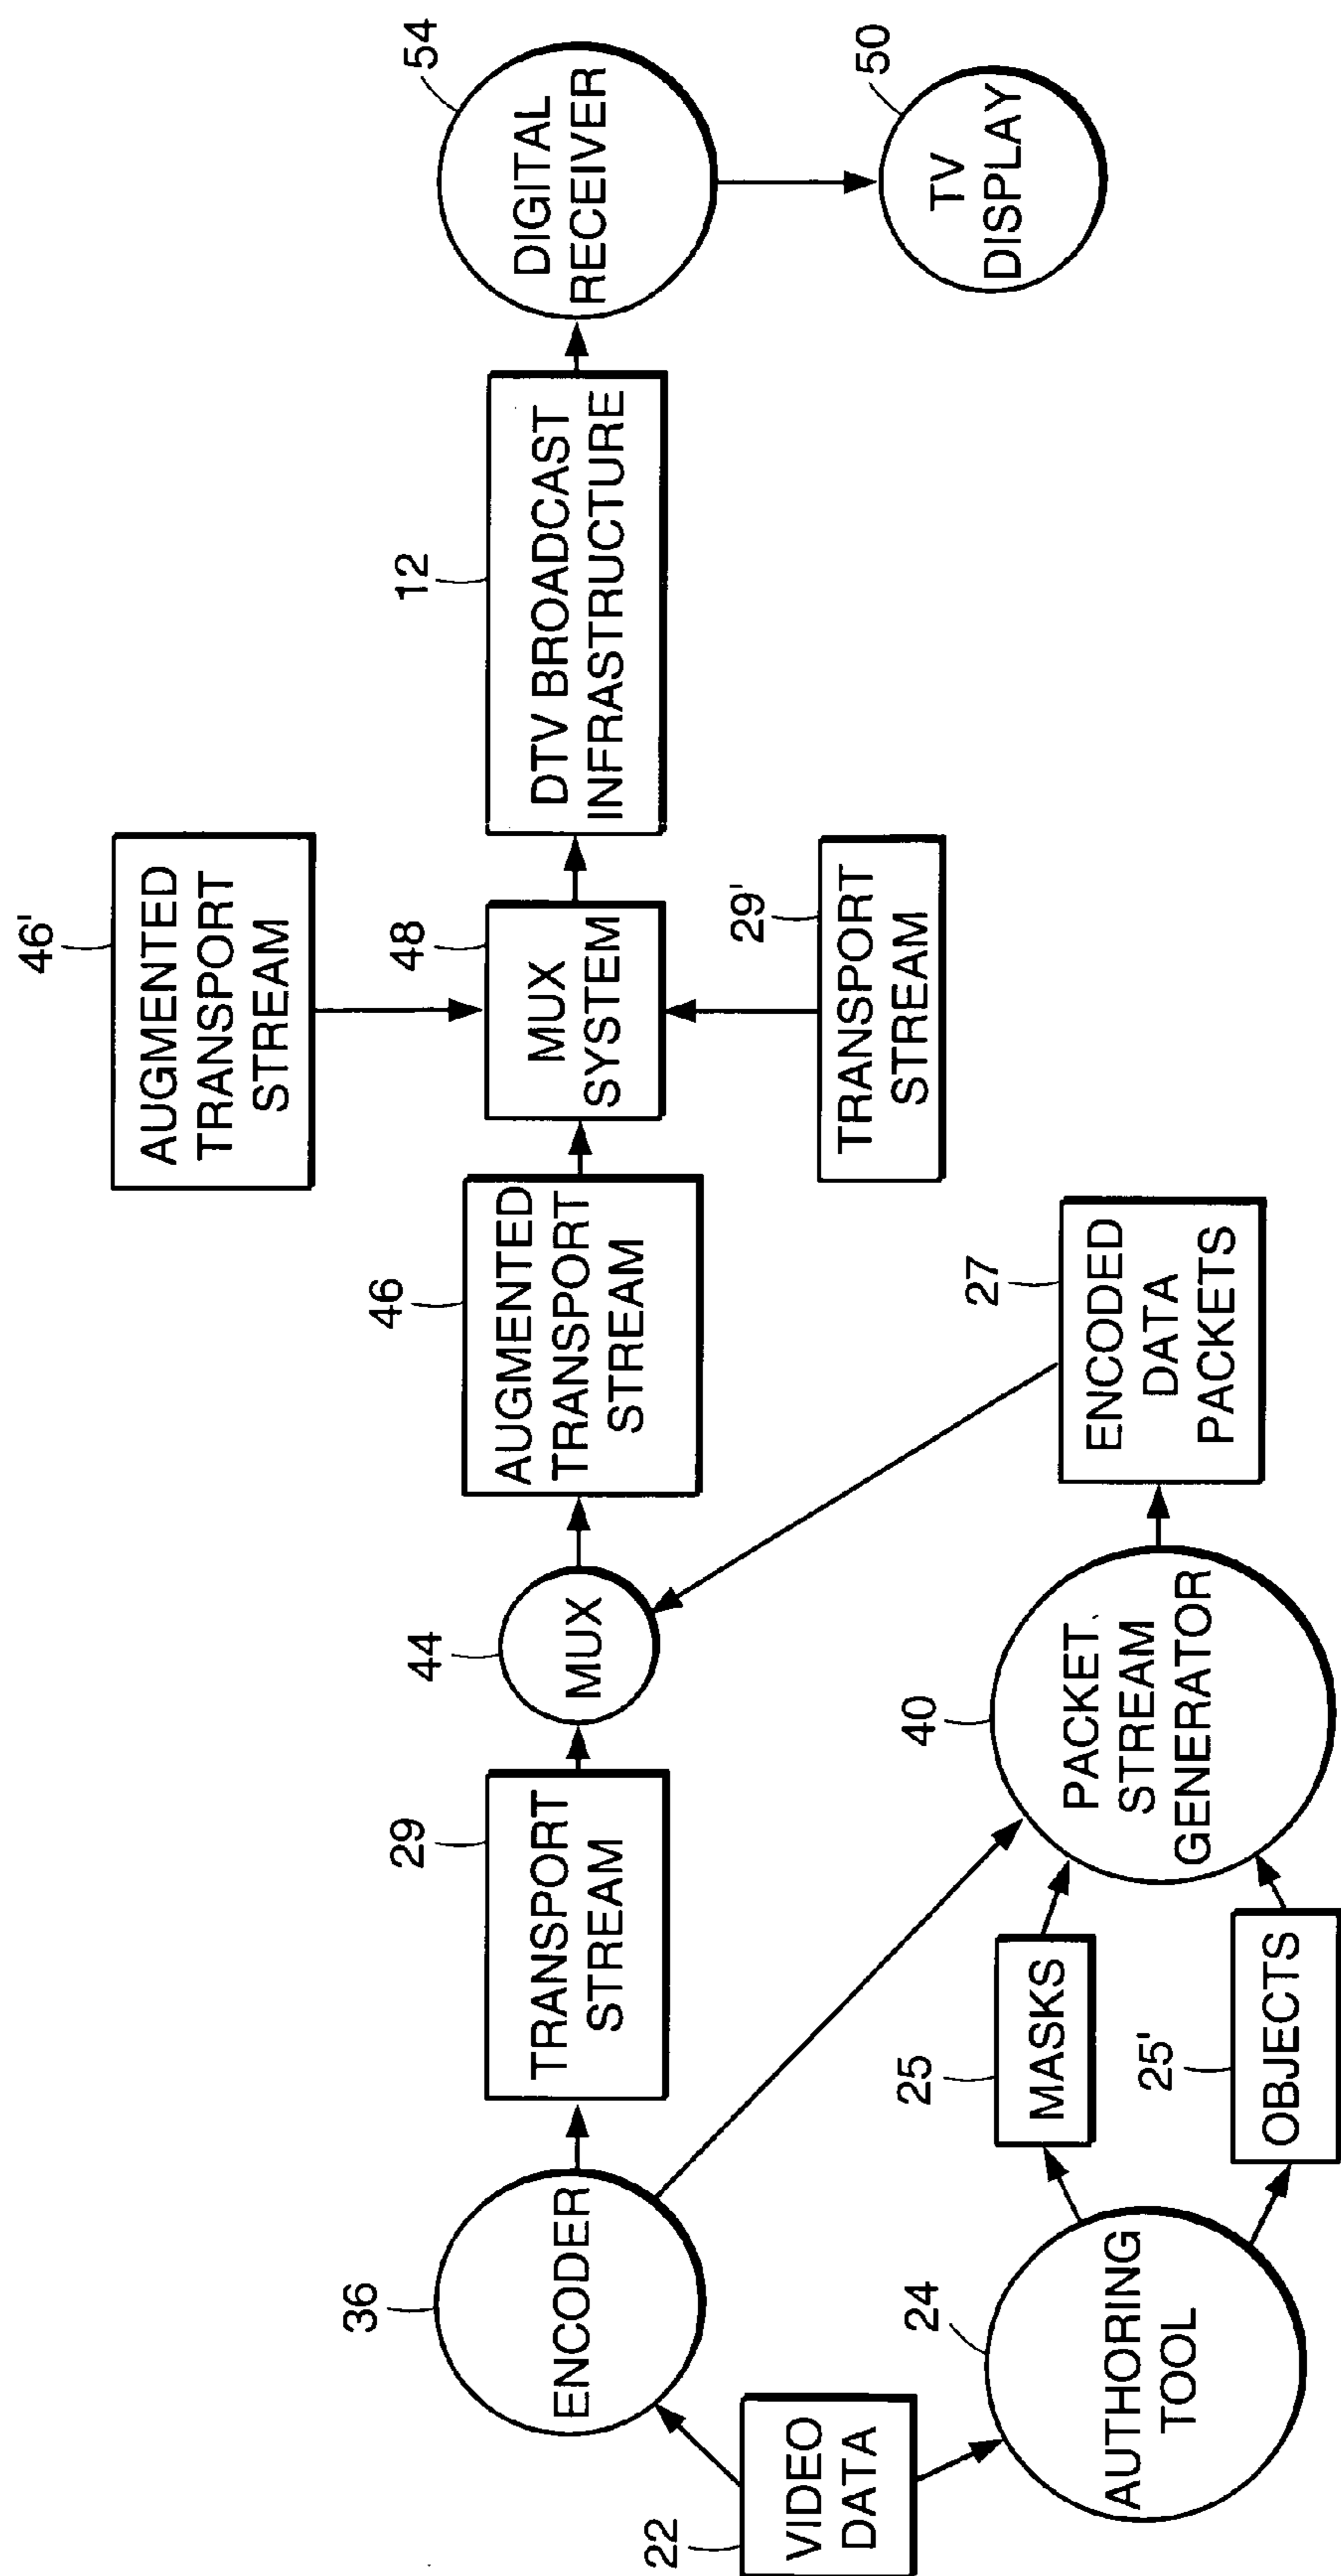 46'
AUGMENTED
TRANSPORT
STREAM
36
ENCODER
29
TRANSPORT
STREAM
44
MUX
46
AUGMENTED
TRANSPORT
STREAM
48
MUX
SYSTEM
12
DTV BROADCAST
INFRASTRUCTURE
54
DIGITAL
RECEIVER
22
VIDEO
DATA
29'
TRANSPORT
STREAM
50
TV
DISPLAY
24
AUTHORING
TOOL
25
MASKS
25'
OBJECTS
40
PACKET
STREAM
GENERATOR
27
ENCODED
DATA
PACKETS